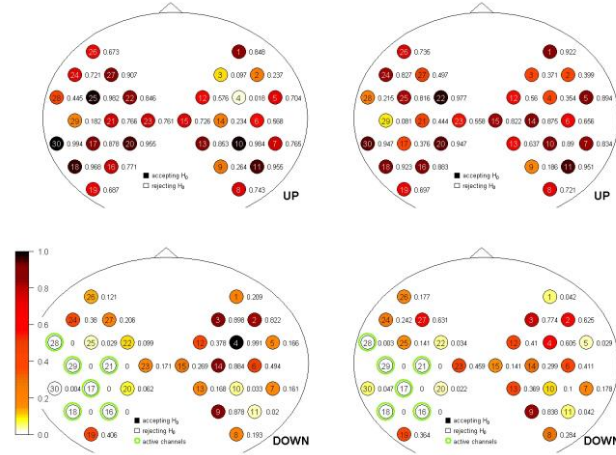 26 0.673 1 0.848
24 0.721 27 0.907 3 0.097 2 0.237
28 0.445 25 0.982 22 0.846 12 0.576 4 0.018 5 0.704
29 0.182 21 0.766 23 0.761 15 0.726 14 0.234 6 0.568
30 0.994 17 0.878 20 0.955 13 0.853 10 0.984 7 0.765
18 0.968 16 0.771 9 0.264 11 0.955
19 0.687 8 0.743
accepting H0
rejecting H0
UP
26 0.735 1 0.922
24 0.827 27 0.497 3 0.371 2 0.399
28 0.215 25 0.816 22 0.977 12 0.56 4 0.354 5 0.894
29 0.081 21 0.444 23 0.558 15 0.822 14 0.875 6 0.656
30 0.947 17 0.376 20 0.947 13 0.637 10 0.89 7 0.834
18 0.923 16 0.883 9 0.186 11 0.951
19 0.697 8 0.721
accepting H0
rejecting H0
UP
1.0
0.8
0.6
0.4
0.2
0.0
26 0.121 1 0.209
24 0.38 27 0.206 3 0.898 2 0.822
28 0 25 0.029 22 0.099 12 0.378 4 0.991 5 0.166
29 0 21 0 23 0.171 15 0.269 14 0.884 6 0.494
30 0.004 17 0 20 0.062 13 0.168 10 0.033 7 0.161
18 0 16 0 9 0.878 11 0.02
19 0.406 8 0.193
accepting H0
rejecting H0
active channels
DOWN
26 0.177 1 0.042
24 0.242 27 0.631 3 0.774 2 0.625
28 0.003 25 0.141 22 0.034 12 0.41 4 0.605 5 0.029
29 0 21 0 23 0.459 15 0.141 14 0.299 6 0.411
30 0.047 17 0 20 0.022 13 0.369 10 0.1 7 0.178
18 0 16 0 9 0.838 11 0.042
19 0.364 8 0.284
accepting H0
rejecting H0
active channels
DOWN